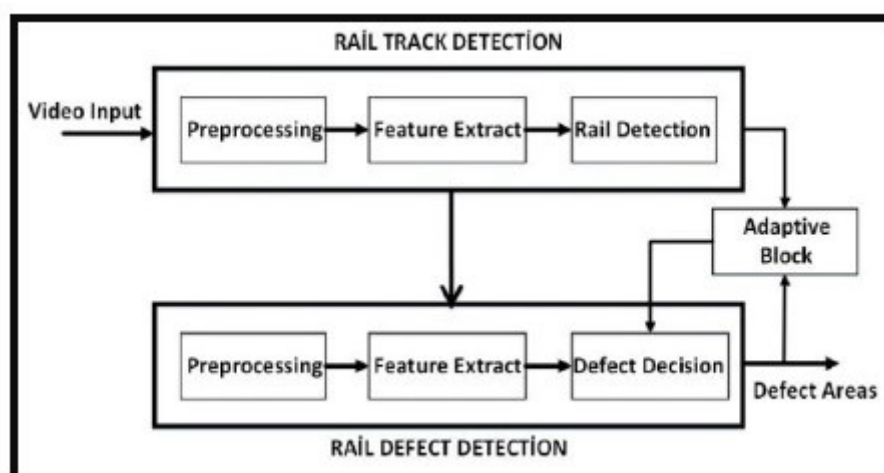 RAİL TRACK DETECTİON
Video Input
Preprocessing
Feature Extract
Rail Detection
Adaptive
Block
Preprocessing
Feature Extract
Defect Decision
Defect Areas
RAİL DEFECT DETECTİON